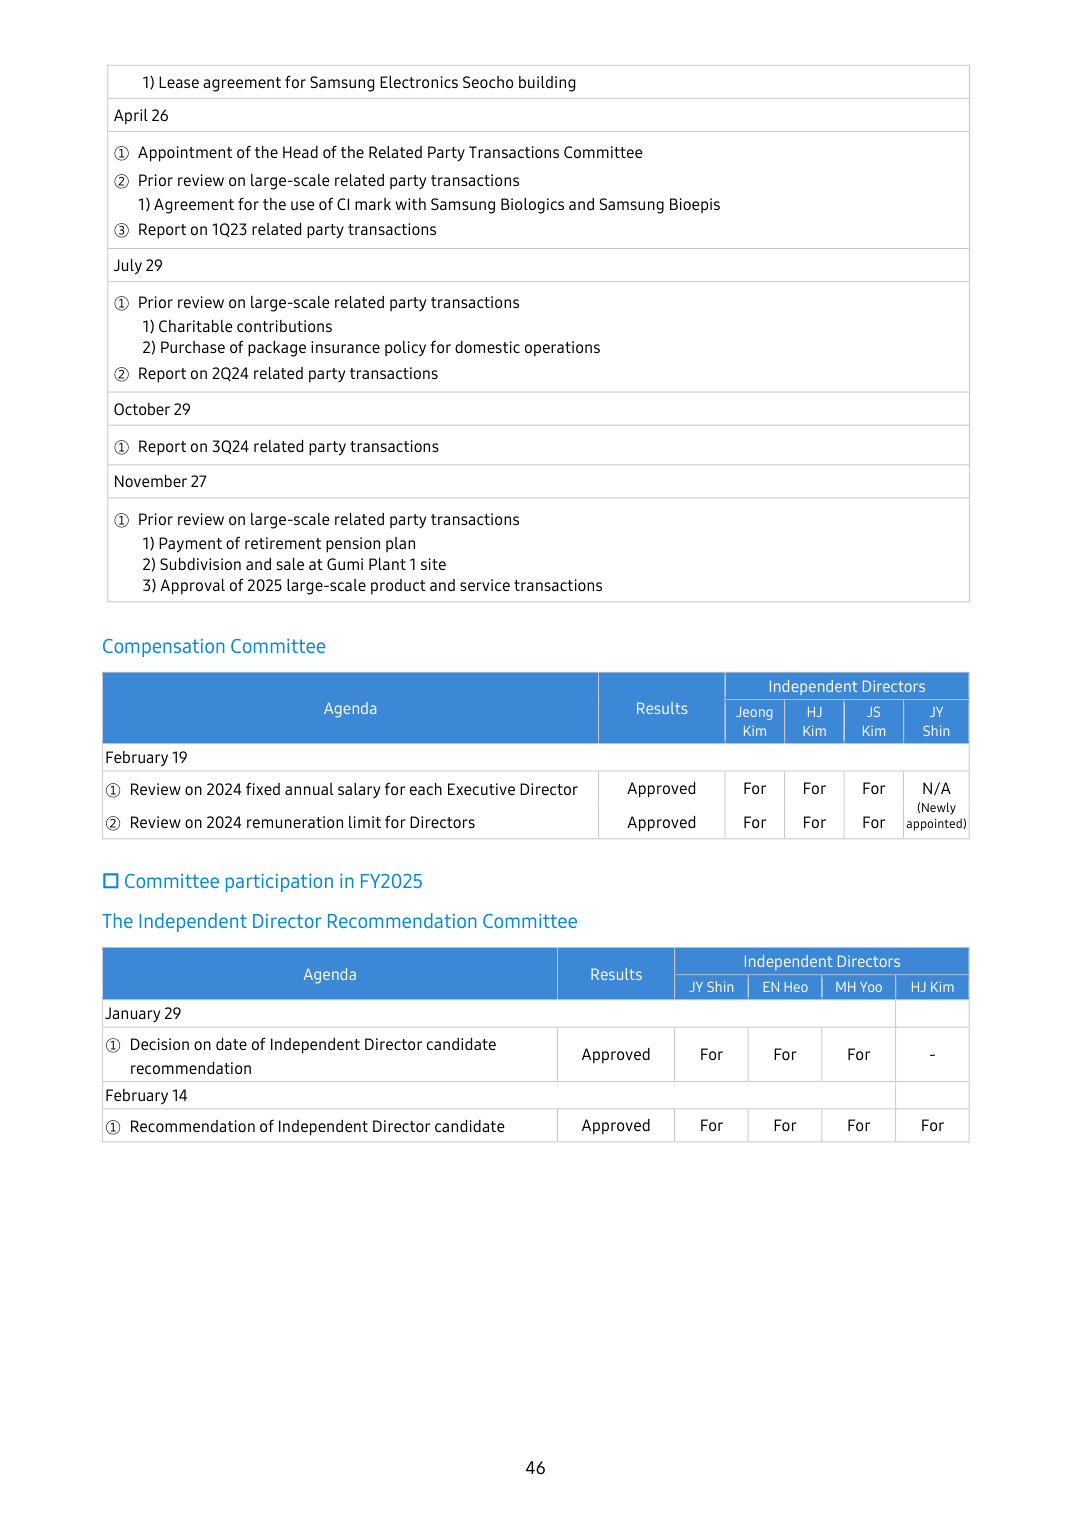 1) Lease agreement for Samsung Electronics Seocho building
April 26
① Appointment of the Head of the Related Party Transactions Committee
② Prior review on large-scale related party transactions
1) Agreement for the use of CI mark with Samsung Biologics and Samsung Bioepis
③ Report on 1Q23 related party transactions
July 29
① Prior review on large-scale related party transactions
1) Charitable contributions
2) Purchase of package insurance policy for domestic operations
② Report on 2Q24 related party transactions
October 29
① Report on 3Q24 related party transactions
November 27
① Prior review on large-scale related party transactions
1) Payment of retirement pension plan
2) Subdivision and sale at Gumi Plant 1 site
3) Approval of 2025 large-scale product and service transactions
Compensation Committee
Agenda Results Independent Directors
Jeong Kim HJ Kim JS Kim JY Shin
February 19
① Review on 2024 fixed annual salary for each Executive Director Approved For For For N/A (Newly appointed)
② Review on 2024 remuneration limit for Directors Approved For For For
☐ Committee participation in FY2025
The Independent Director Recommendation Committee
Agenda Results Independent Directors
JY Shin EN Heo MH Yoo HJ Kim
January 29
① Decision on date of Independent Director candidate
recommendation Approved For For For -
February 14
① Recommendation of Independent Director candidate Approved For For For For
46